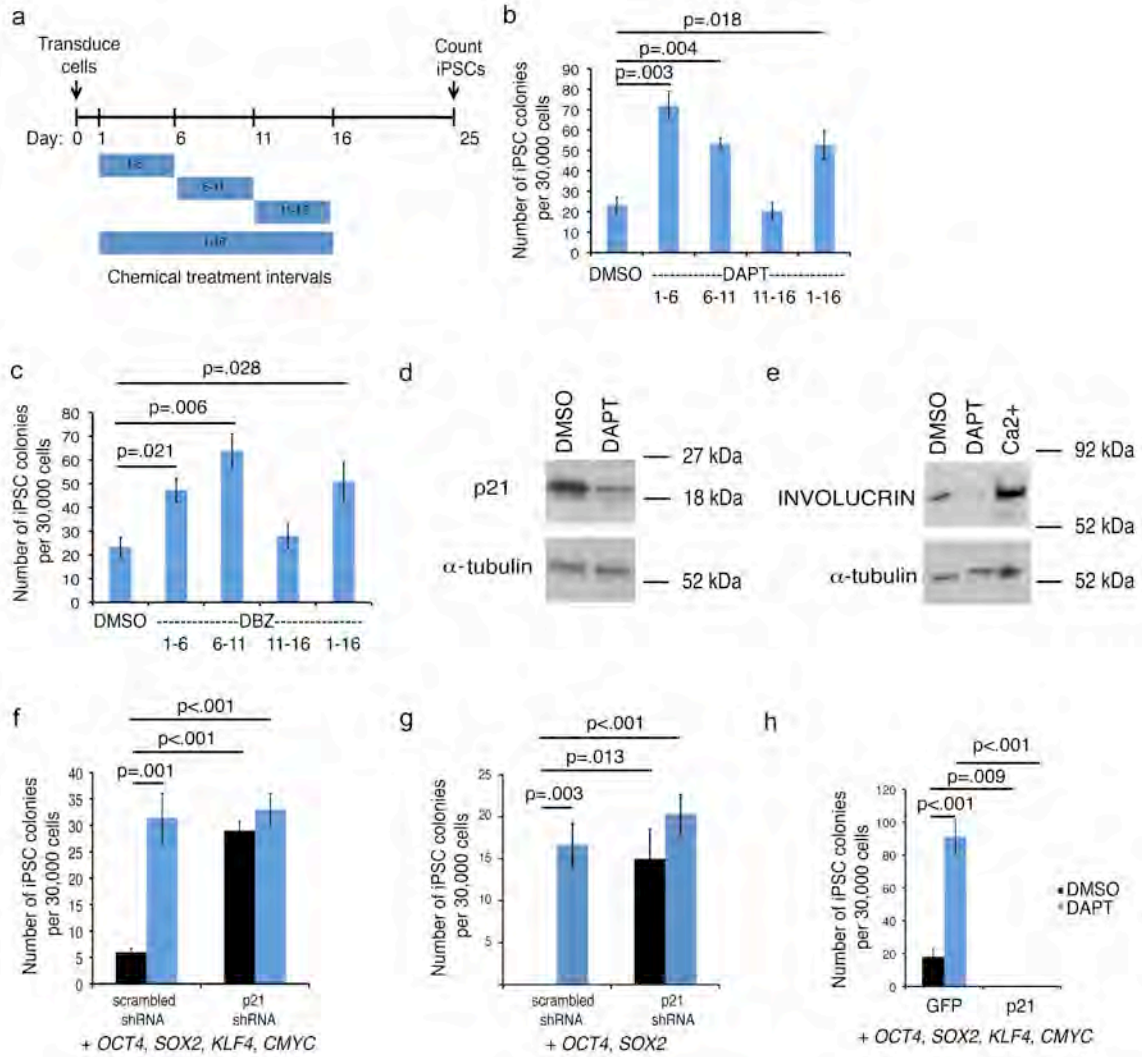 a
Transduce
cells
Count
iPSCs
Day: 0 1 6 11 16 25
1-6
6-11
Chemical treatment intervals
b
p=.018
p=.004
p=.003
Number of iPSC colonies
per 30,000 cells
90
80
70
60
50
40
30
20
10
0
DMSO -----------DAPT------------
1-6 6-11 11-16 1-16
c
p=.028
p=.006
p=.021
Number of iPSC colonies
per 30,000 cells
80
70
60
50
40
30
20
10
0
DMSO -------------DBZ--------------
1-6 6-11 11-16 1-16
d
DMSO
DAPT
27 kDa
p21
18 kDa
α-tubulin
52 kDa
e
DMSO
DAPT
Ca2+
92 kDa
INVOLUCRIN
52 kDa
α-tubulin
52 kDa
f
p<.001
p<.001
p=.001
Number of iPSC colonies
per 30,000 cells
40
35
30
25
20
15
10
5
0
scrambled
shRNA
p21
shRNA
+ OCT4, SOX2, KLF4, CMYC
g
p<.001
p=.013
p=.003
Number of iPSC colonies
per 30,000 cells
25
20
15
10
5
scrambled
shRNA
p21
shRNA
+ OCT4, SOX2
h
p<.001
p=.009
p<.001
Number of iPSC colonies
per 30,000 cells
120
100
80
60
40
20
0
DMSO
DAPT
GFP p21
+ OCT4, SOX2, KLF4, CMYC